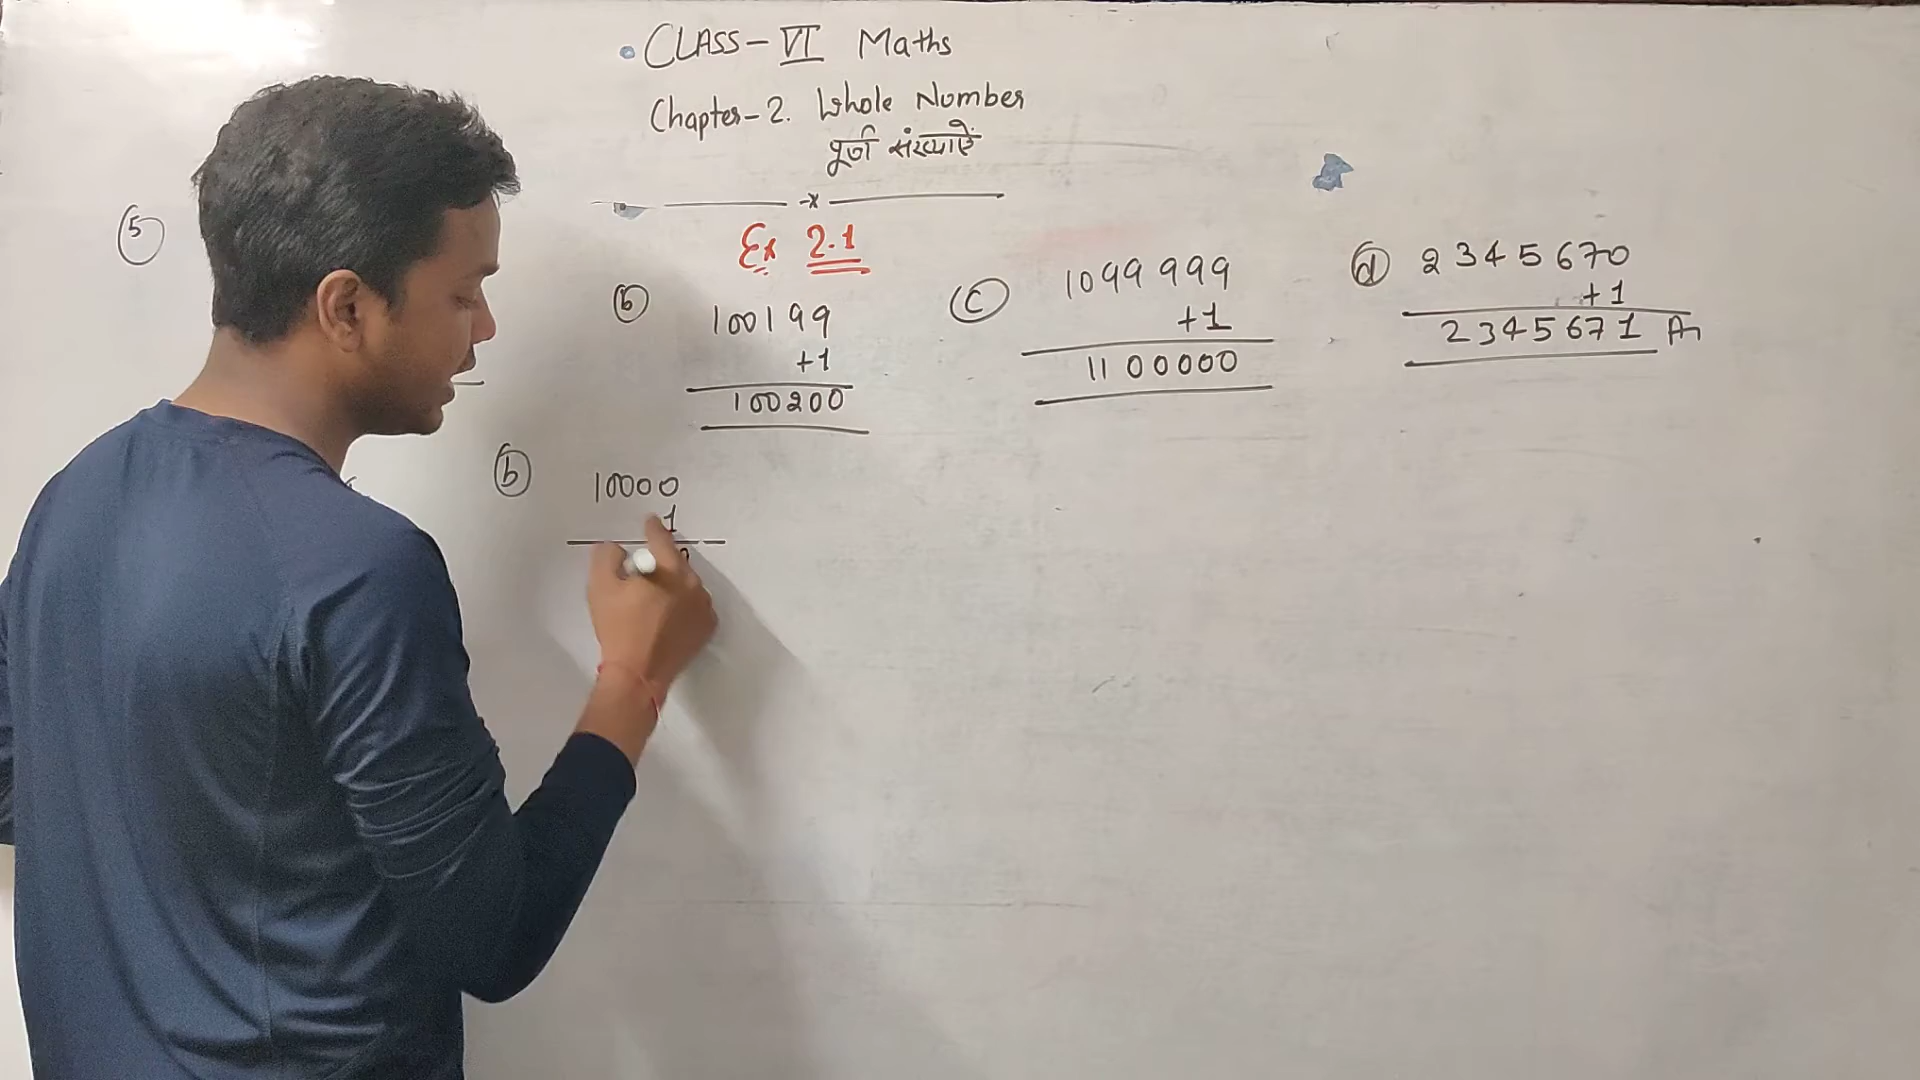 CLASS-VI Maths
Chapter-2. Whole Number
पूर्ण संख्याएँ
x
Ex 2.1
5
b
100199
+1
100200
C
1099999
+1
1100000
d
2345670
+1
2345671 An
b
10000
1